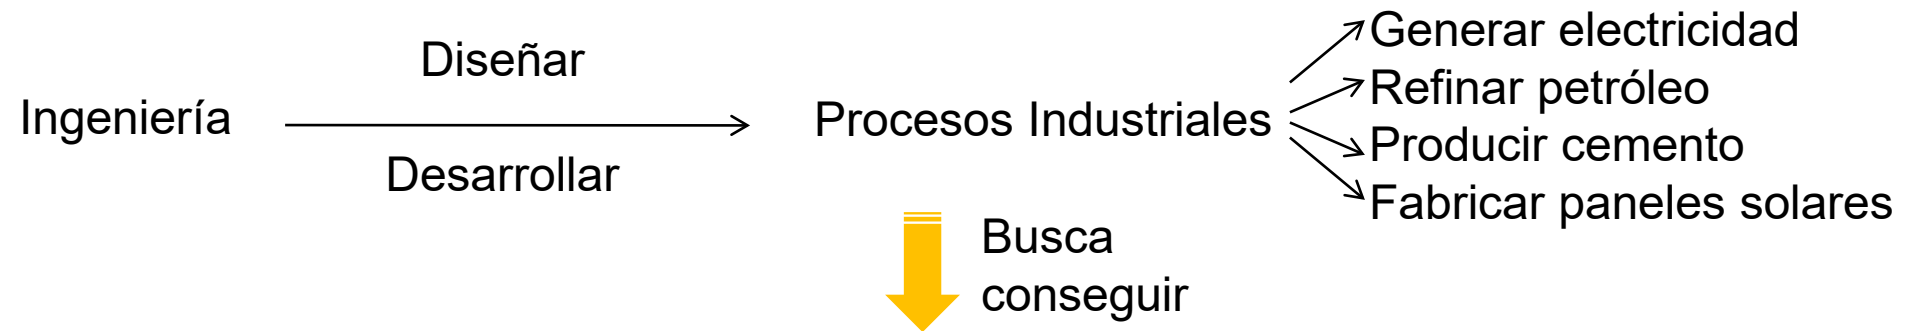 Ingeniería
Diseñar
Desarrollar
Procesos Industriales
Generar electricidad
Refinar petróleo
Producir cemento
Fabricar paneles solares
Busca
conseguir